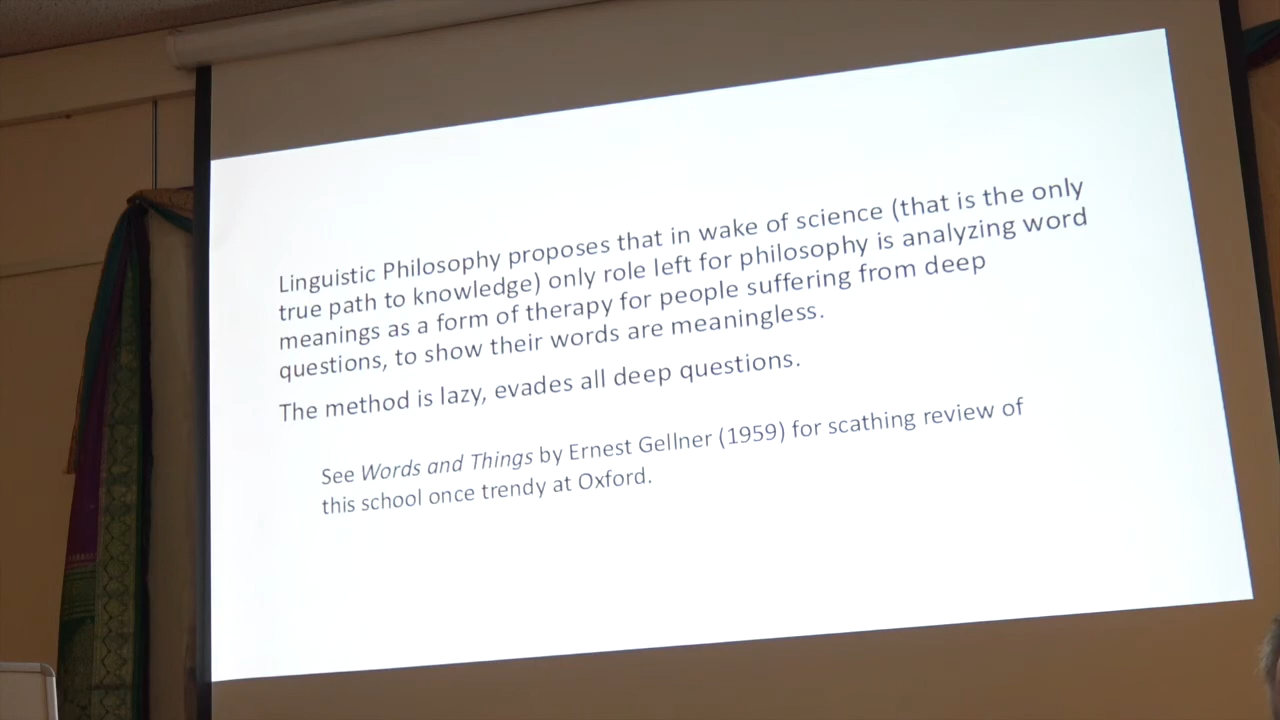 Linguistic Philosophy proposes that in wake of science (that is the only
true path to knowledge) only role left for philosophy is analyzing word
meanings as a form of therapy for people suffering from deep
questions, to show their words are meaningless.
The method is lazy, evades all deep questions.
See Words and Things by Ernest Gellner (1959) for scathing review of
this school once trendy at Oxford.